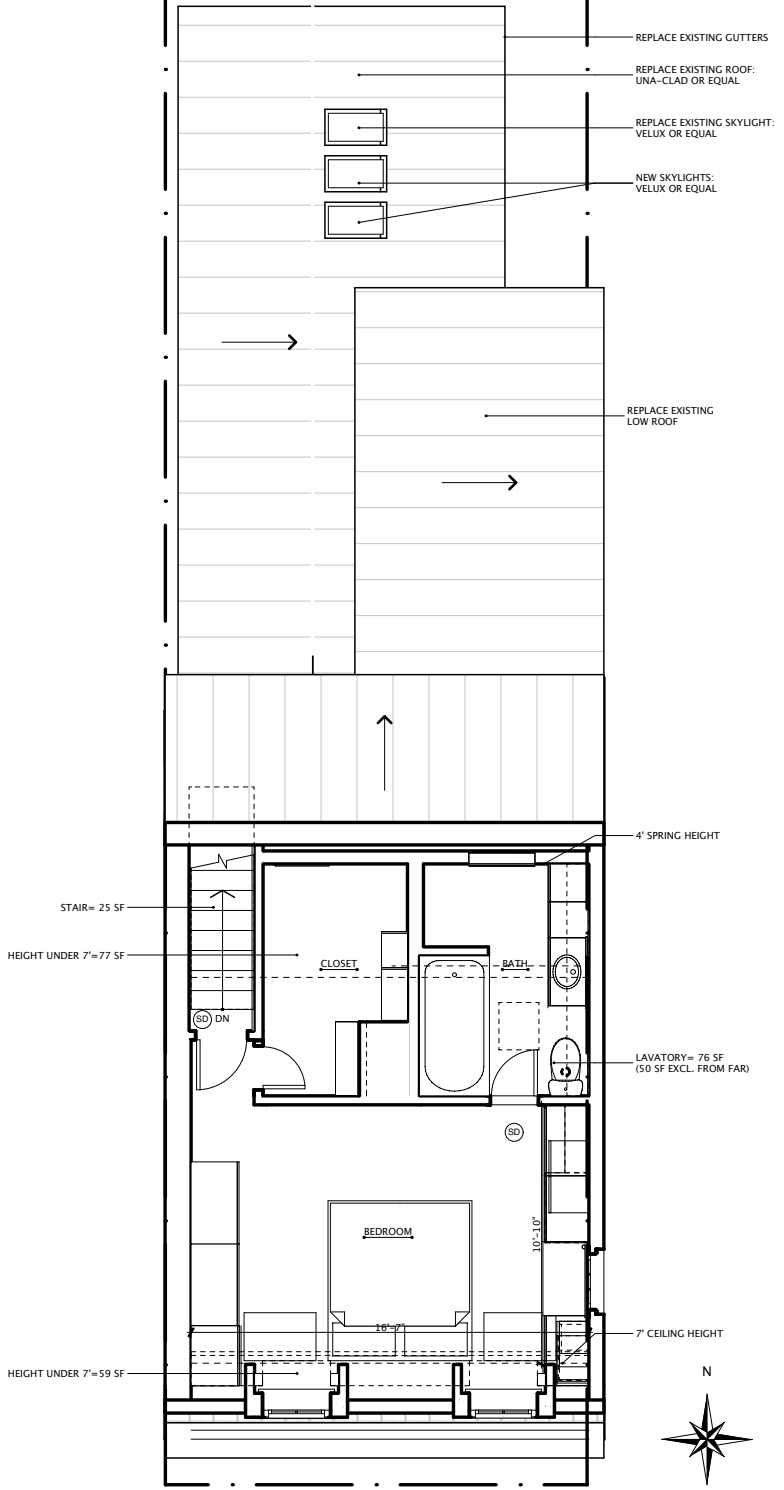 REPLACE EXISTING GUTTERS
REPLACE EXISTING ROOF:
UNA-CLAD OR EQUAL
REPLACE EXISTING SKYLIGHT:
VELUX OR EQUAL
NEW SKYLIGHTS:
VELUX OR EQUAL
REPLACE EXISTING
LOW ROOF
4' SPRING HEIGHT
STAIR= 25 SF
HEIGHT UNDER 7'=77 SF
CLOSET
BATH
SD DN
LAVATORY= 76 SF
(50 SF EXCL. FROM FAR)
SD
BEDROOM
10'-10"
16'-7"
7' CEILING HEIGHT
HEIGHT UNDER 7'=59 SF
N